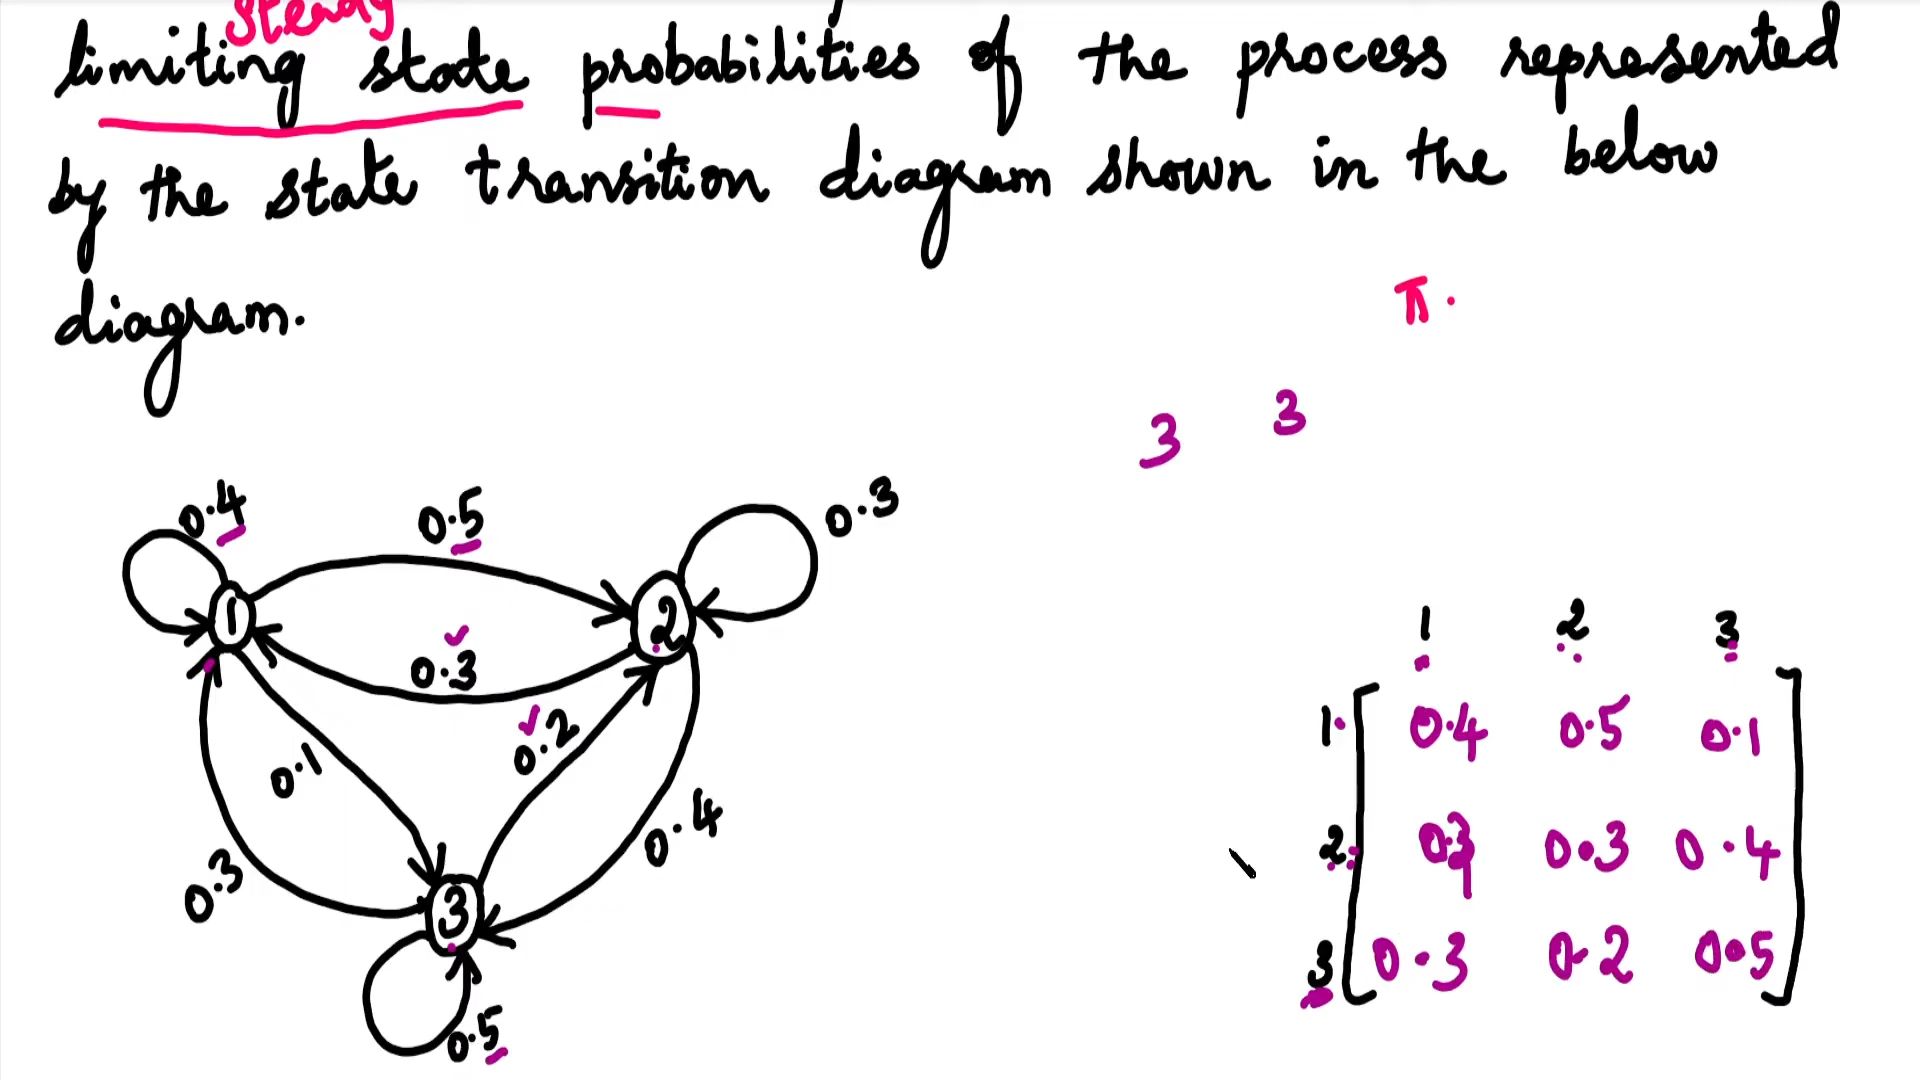 steady
limiting state probabilities of the process represented
by the state transition diagram shown in the below
diagram.
π.
3 3
0.4 0.5 0.3
1 2
0.3
0.2
0.1
0.4
0.3
3
0.5
1 2 3
1 0.4 0.5 0.1
2 0.3 0.3 0.4
3 0.3 0.2 0.5